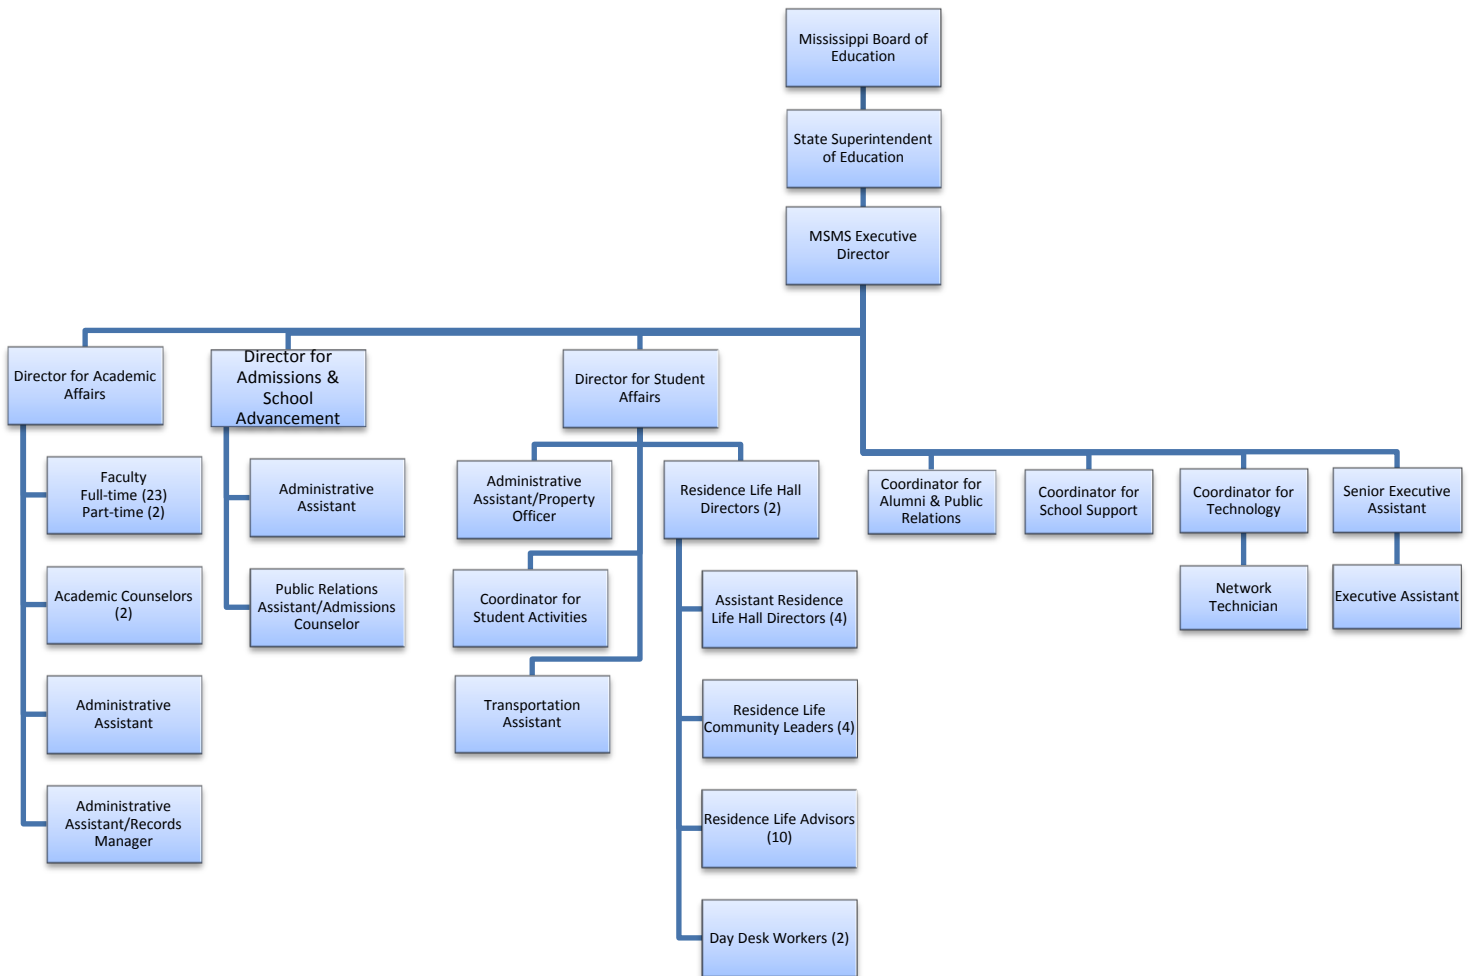 Mississippi Board of
Education
State Superintendent
of Education
MSMS Executive
Director
Director for Academic
Affairs
Director for
Admissions &
School
Advancement
Director for Student
Affairs
Faculty
Full-time (23)
Part-time (2)
Academic Counselors
(2)
Administrative
Assistant
Administrative
Assistant/Records
Manager
Administrative
Assistant
Public Relations
Assistant/Admissions
Counselor
Administrative
Assistant/Property
Officer
Coordinator for
Student Activities
Transportation
Assistant
Residence Life Hall
Directors (2)
Assistant Residence
Life Hall Directors (4)
Residence Life
Community Leaders (4)
Residence Life Advisors
(10)
Day Desk Workers (2)
Coordinator for
Alumni & Public
Relations
Coordinator for
School Support
Coordinator for
Technology
Network
Technician
Senior Executive
Assistant
Executive Assistant